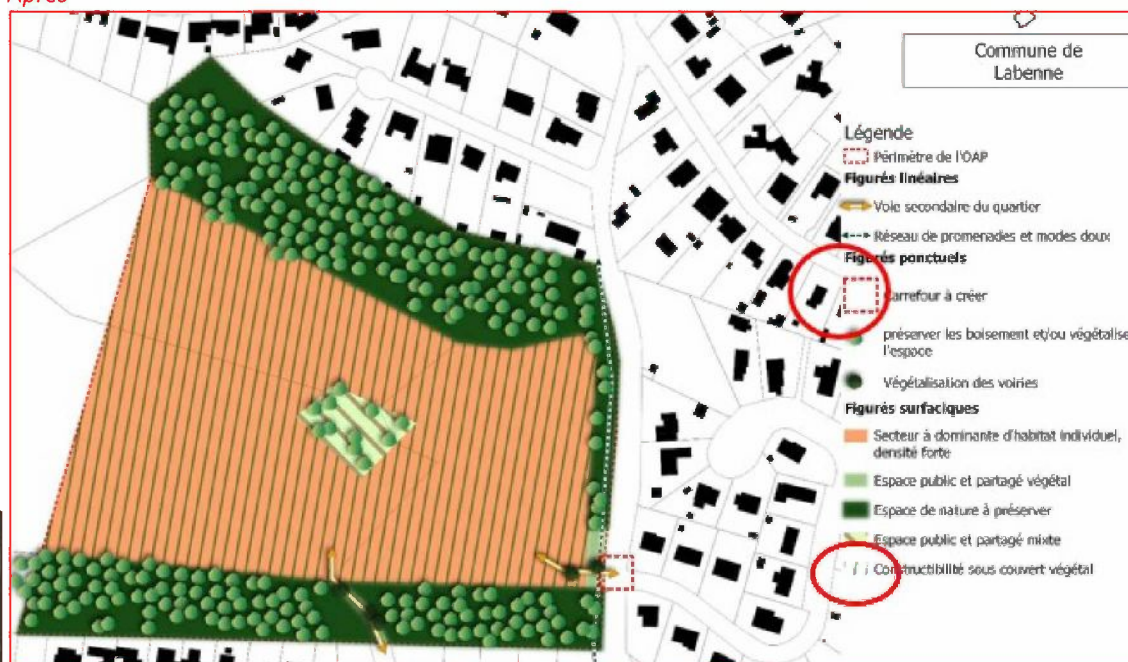 Après
Commune de
Labenne
Légende
Périmètre de l'OAP
Figurés linéaires
Voie secondaire du quartier
Réseau de promenades et modes doux
Figurés ponctuels
Carrefour à créer
préserver les boisement et/ou végétalise
l'espace
Végétalisation des voiries
Figurés surfaciques
Secteur à dominante d'habitat individuel,
densité forte
Espace public et partagé végétal
Espace de nature à préserver
Espace public et partagé mixte
Constructibilité sous couvert végétal